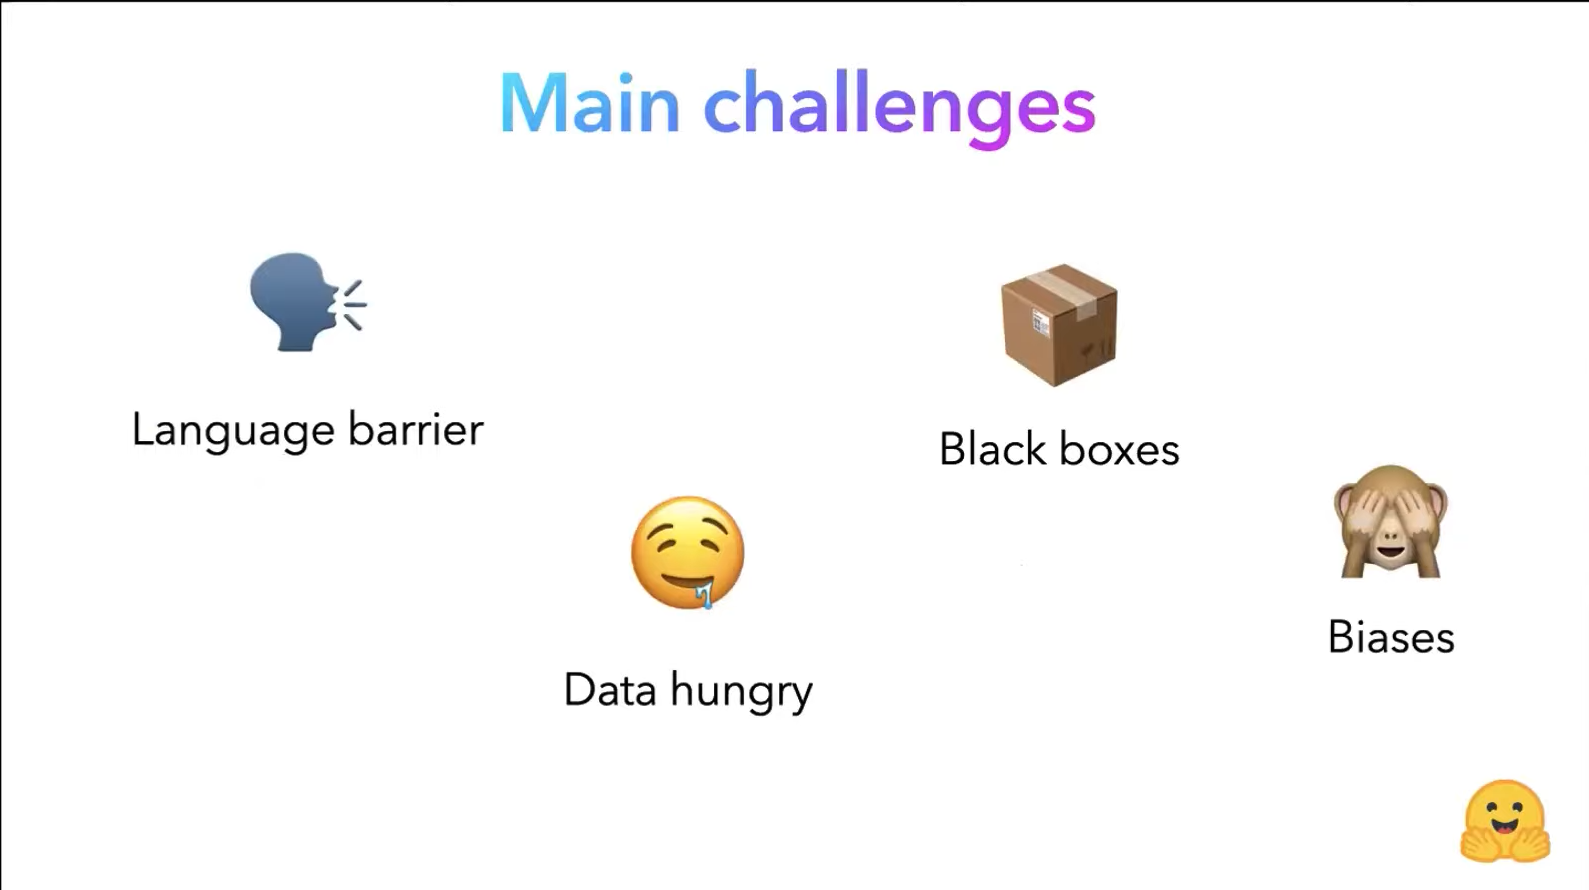 Main challenges
Language barrier
Black boxes
Data hungry
Biases